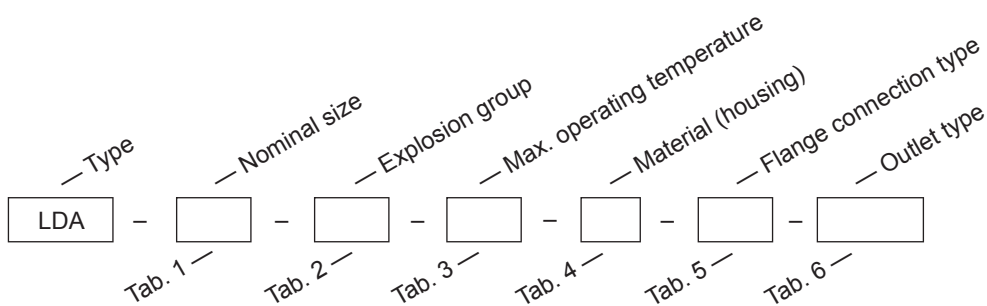 — Type
— Nominal size
— Explosion group
— Max. operating temperature
— Material (housing)
— Flange connection type
— Outlet type
LDA – – – – – –
Tab. 1 —
Tab. 2 —
Tab. 3 —
Tab. 4 —
Tab. 5 —
Tab. 6 —